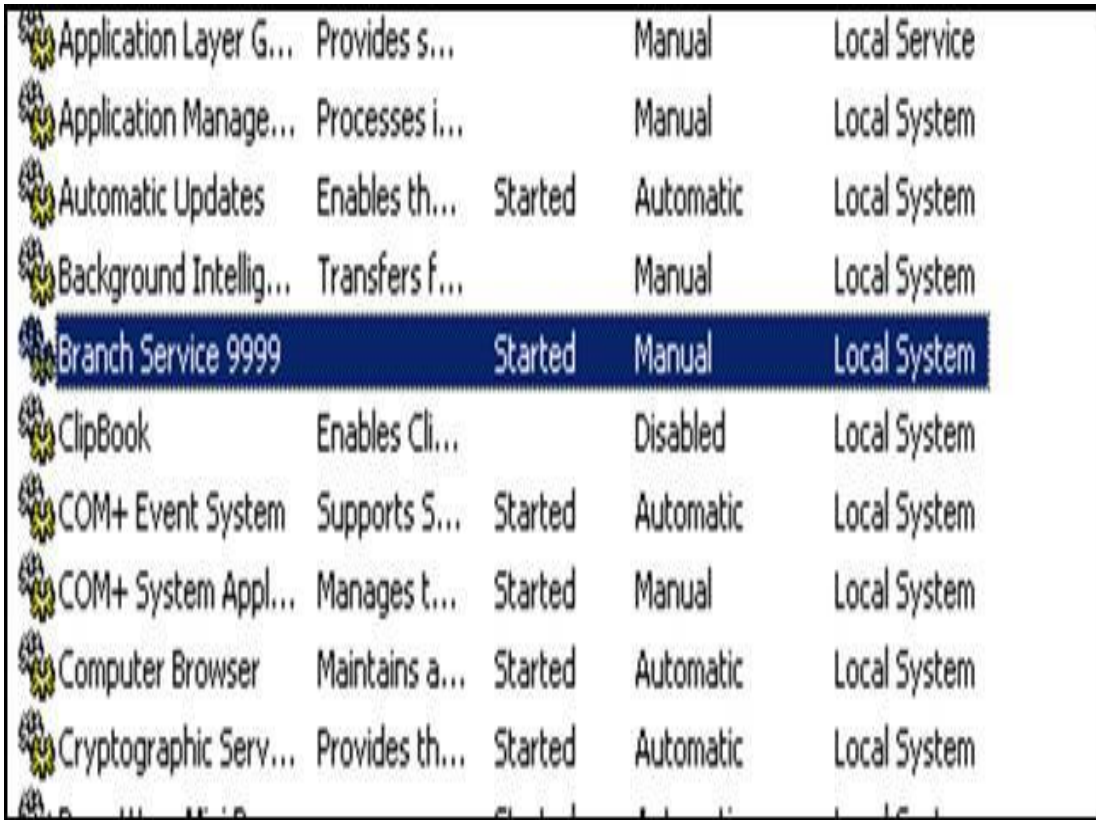 Application Layer G... Provides s... Manual Local Service
Application Manage... Processes i... Manual Local System
Automatic Updates Enables th... Started Automatic Local System
Background Intellig... Transfers f... Manual Local System
Branch Service 9999 Started Manual Local System
ClipBook Enables Cli... Disabled Local System
COM+ Event System Supports S... Started Automatic Local System
COM+ System Appl... Manages t... Started Manual Local System
Computer Browser Maintains a... Started Automatic Local System
Cryptographic Serv... Provides th... Started Automatic Local System